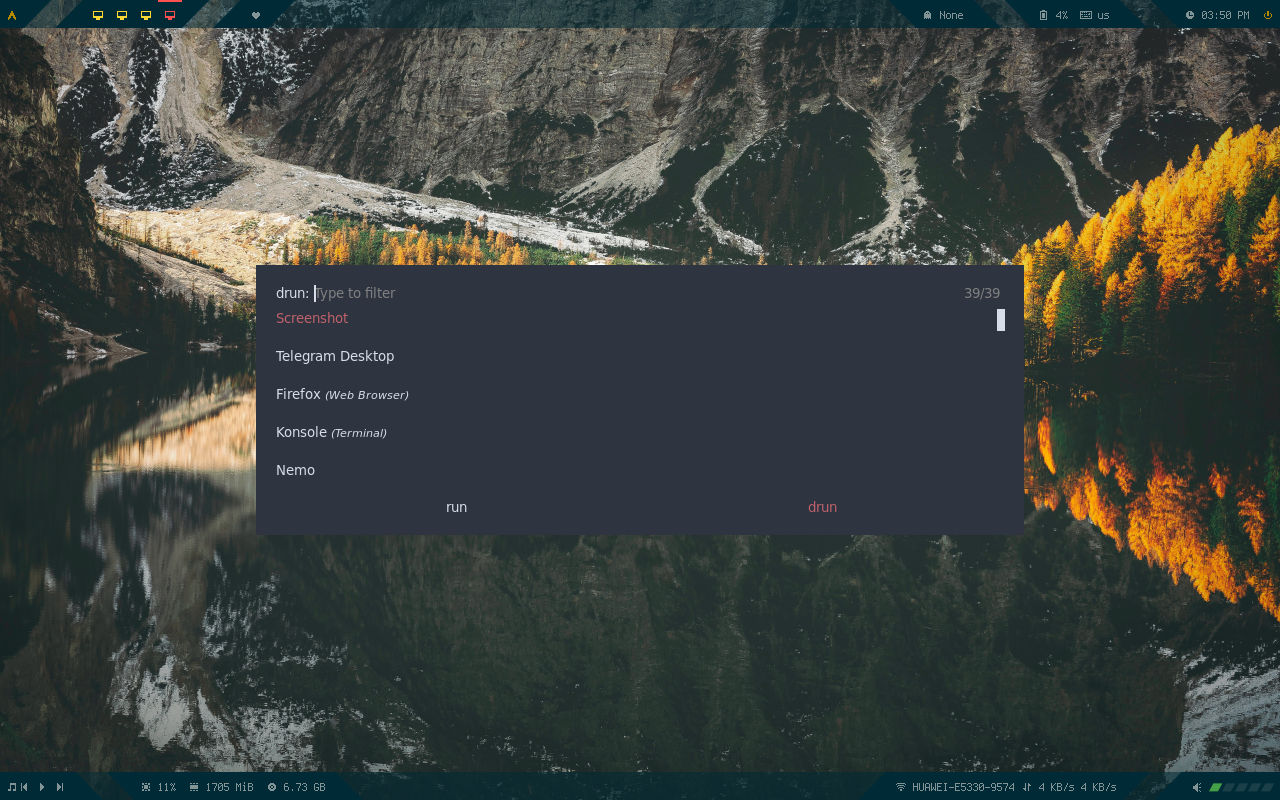 None 4% us 03:50 PM
drun: Type to filter 39/39
Screenshot
Telegram Desktop
Firefox (Web Browser)
Konsole (Terminal)
Nemo
run drun
11% 1705 MiB 6.73 GB HUAWEI-E5330-9574 4 KB/s 4 KB/s